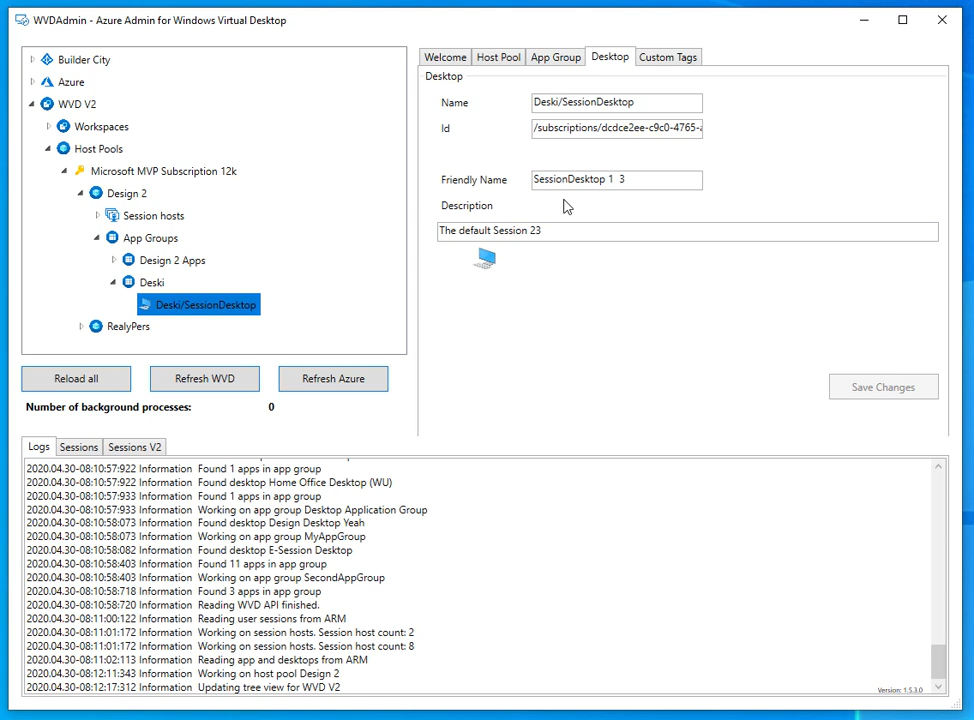 WVDAdmin - Azure Admin for Windows Virtual Desktop
Builder City
Azure
WVD V2
Workspaces
Host Pools
Microsoft MVP Subscription 12k
Design 2
Session hosts
App Groups
Design 2 Apps
Deski
Deski/SessionDesktop
RealyPers
Reload all
Refresh WVD
Refresh Azure
Number of background processes: 0
Welcome
Host Pool
App Group
Desktop
Custom Tags
Desktop
Name
Deski/SessionDesktop
Id
/subscriptions/dcdce2ee-c9c0-4765-a
Friendly Name
SessionDesktop 1  3
Description
The default Session 23
Save Changes
Logs
Sessions
Sessions V2
2020.04.30-08:10:57:922 Information Found 1 apps in app group
2020.04.30-08:10:57:922 Information Found desktop Home Office Desktop (WU)
2020.04.30-08:10:57:933 Information Found 1 apps in app group
2020.04.30-08:10:57:933 Information Working on app group Desktop Application Group
2020.04.30-08:10:58:073 Information Found desktop Design Desktop Yeah
2020.04.30-08:10:58:073 Information Working on app group MyAppGroup
2020.04.30-08:10:58:082 Information Found desktop E-Session Desktop
2020.04.30-08:10:58:403 Information Found 11 apps in app group
2020.04.30-08:10:58:403 Information Working on app group SecondAppGroup
2020.04.30-08:10:58:718 Information Found 3 apps in app group
2020.04.30-08:10:58:720 Information Reading WVD API finished.
2020.04.30-08:11:00:122 Information Reading user sessions from ARM
2020.04.30-08:11:01:172 Information Working on session hosts. Session host count: 2
2020.04.30-08:11:01:172 Information Working on session hosts. Session host count: 8
2020.04.30-08:11:02:113 Information Reading app and desktops from ARM
2020.04.30-08:12:11:343 Information Working on host pool Design 2
2020.04.30-08:12:17:312 Information Updating tree view for WVD V2
Version: 1.5.3.0